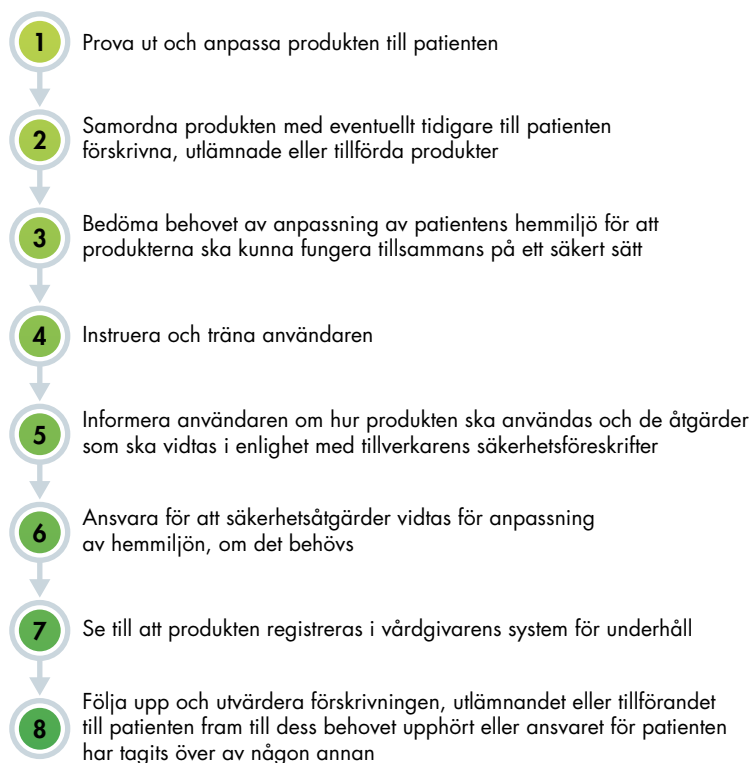 1
Prova ut och anpassa produkten till patienten
2
Samordna produkten med eventuellt tidigare till patienten
förskrivna, utlämnade eller tillförda produkter
3
Bedöma behovet av anpassning av patientens hemmiljö för att
produkterna ska kunna fungera tillsammans på ett säkert sätt
4
Instruera och träna användaren
5
Informera användaren om hur produkten ska användas och de åtgärder
som ska vidtas i enlighet med tillverkarens säkerhetsföreskrifter
6
Ansvara för att säkerhetsåtgärder vidtas för anpassning
av hemmiljön, om det behövs
7
Se till att produkten registreras i vårdgivarens system för underhåll
8
Följa upp och utvärdera förskrivningen, utlämnandet eller tillförandet
till patienten fram till dess behovet upphört eller ansvaret för patienten
har tagits över av någon annan